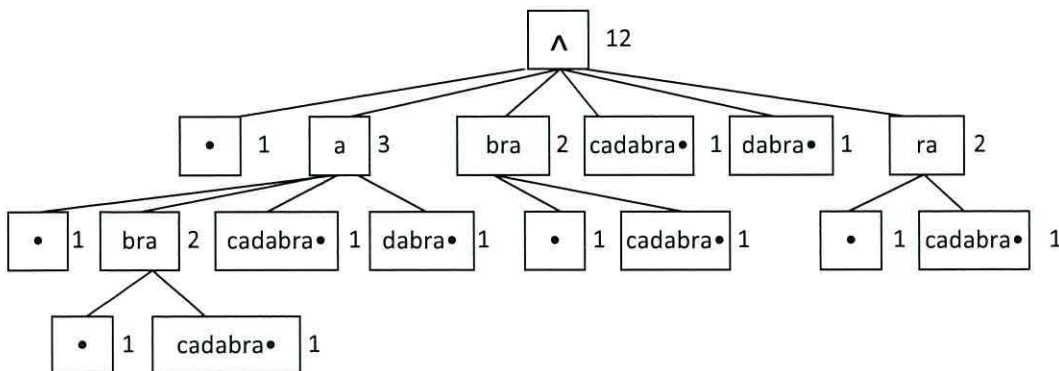 ∧ 12
• 1 a 3 bra 2 cadabra• 1 dabra• 1 ra 2
• 1 bra 2 cadabra• 1 dabra• 1 • 1 cadabra• 1 • 1 cadabra• 1
• 1 cadabra• 1